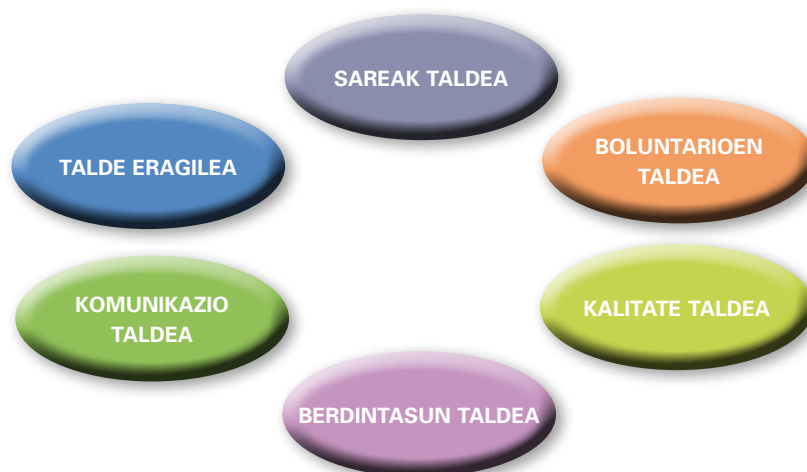 SAREAK TALDEA
TALDE ERAGILEA
BOLUNTARIOEN
TALDEA
KOMUNIKAZIO
TALDEA
KALITATE TALDEA
BERDINTASUN TALDEA